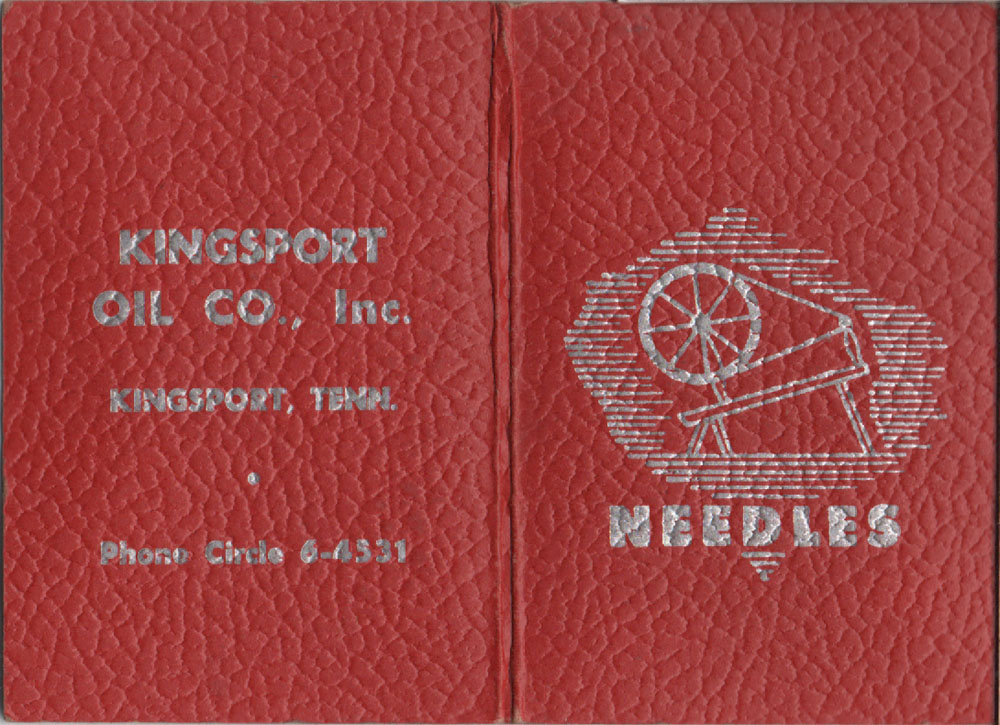 KINGSPORT
OIL CO., Inc.
KINGSPORT, TENN.
Phone Circle 6-4531
NEEDLES